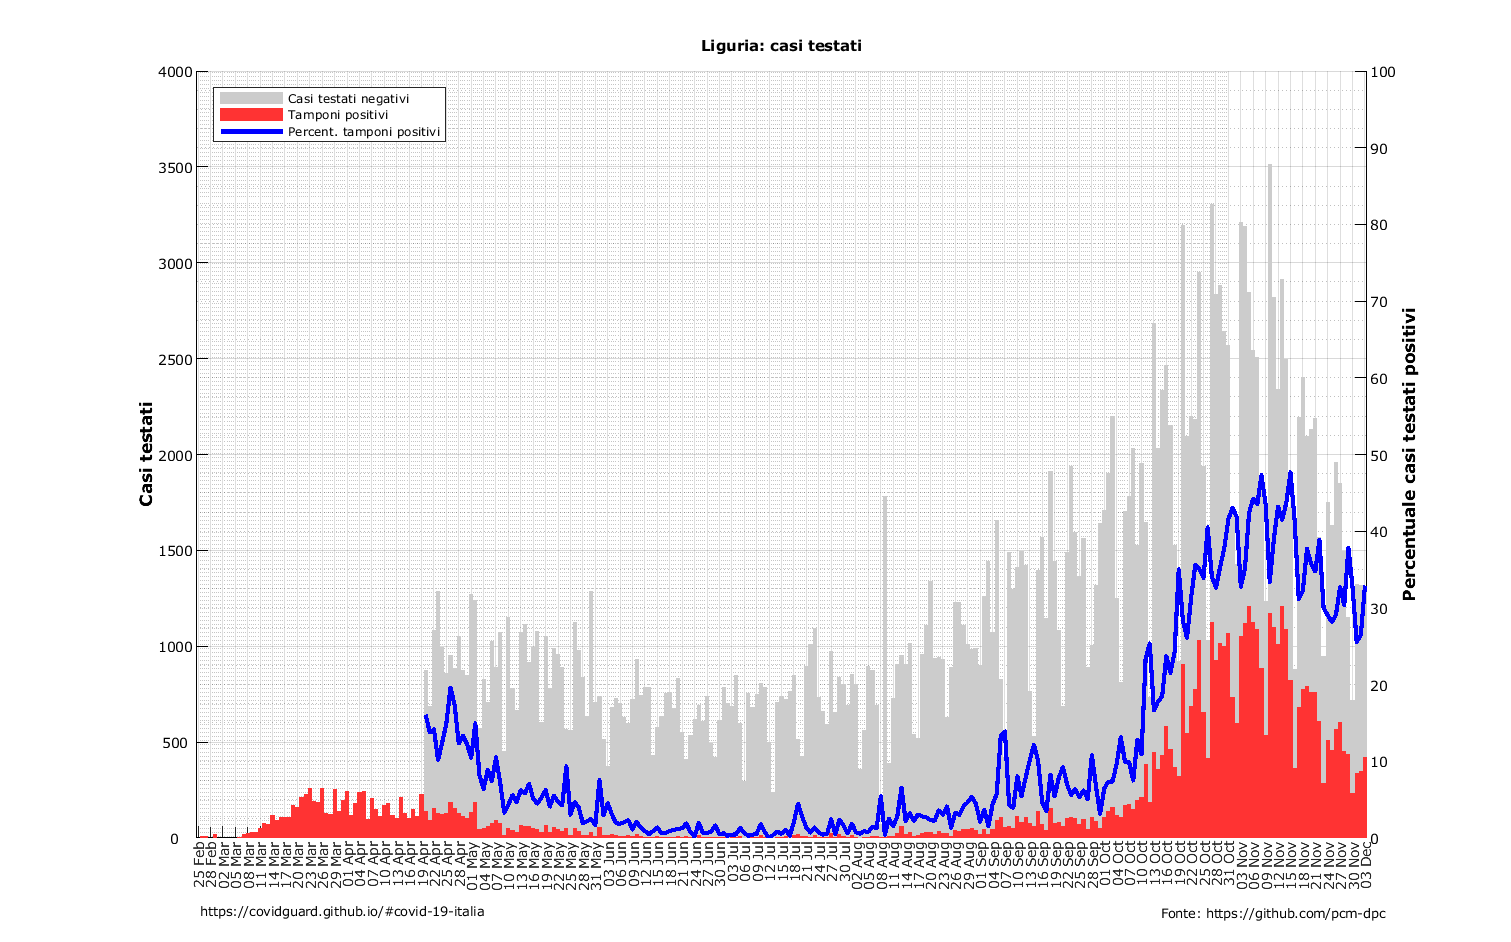 Liguria: casi testati
4000
3500
3000
2500
2000
1500
1000
500
0
100
90
80
70
60
50
40
30
20
10
0
Casi testati negativi
Tamponi positivi
Percent. tamponi positivi
Casi testati
Percentuale casi testati positivi
25 Feb
28 Feb
02 Mar
05 Mar
08 Mar
11 Mar
14 Mar
17 Mar
20 Mar
23 Mar
26 Mar
29 Mar
01 Apr
04 Apr
07 Apr
10 Apr
13 Apr
16 Apr
19 Apr
22 Apr
25 Apr
28 Apr
01 May
04 May
07 May
10 May
13 May
16 May
19 May
22 May
25 May
28 May
31 May
03 Jun
06 Jun
09 Jun
12 Jun
15 Jun
18 Jun
21 Jun
24 Jun
27 Jun
30 Jun
03 Jul
06 Jul
09 Jul
12 Jul
15 Jul
18 Jul
21 Jul
24 Jul
27 Jul
30 Jul
02 Aug
05 Aug
08 Aug
11 Aug
14 Aug
17 Aug
20 Aug
23 Aug
26 Aug
29 Aug
01 Sep
04 Sep
07 Sep
10 Sep
13 Sep
16 Sep
19 Sep
22 Sep
25 Sep
28 Sep
01 Oct
04 Oct
07 Oct
10 Oct
13 Oct
16 Oct
19 Oct
22 Oct
25 Oct
28 Oct
31 Oct
03 Nov
06 Nov
09 Nov
12 Nov
15 Nov
18 Nov
21 Nov
24 Nov
27 Nov
30 Nov
03 Dec
https://covidguard.github.io/#covid-19-italia
Fonte: https://github.com/pcm-dpc